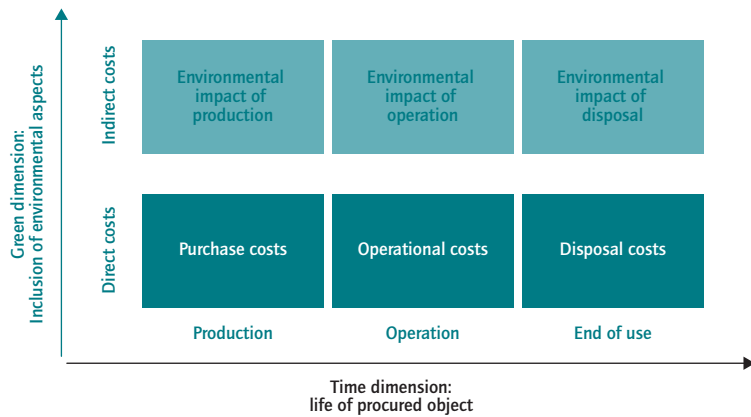 Green dimension:
Inclusion of environmental aspects
Indirect costs
Environmental
impact of
production
Environmental
impact of
operation
Environmental
impact of
disposal
Direct costs
Purchase costs
Operational costs
Disposal costs
Production
Operation
End of use
Time dimension:
life of procured object